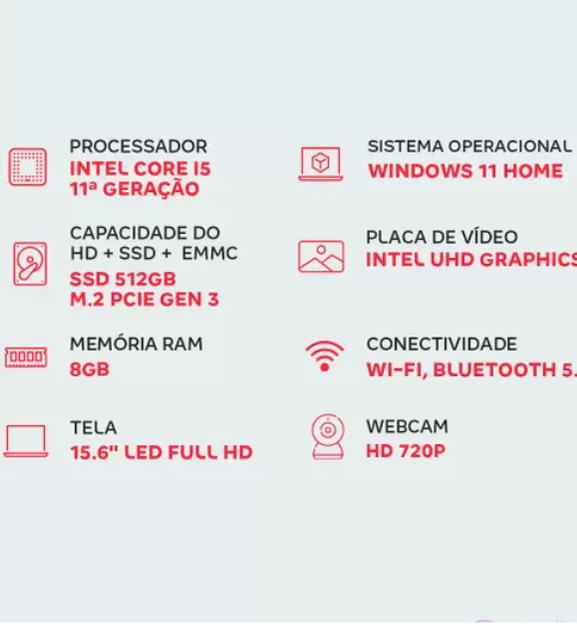 PROCESSADOR
INTEL CORE I5
11ª GERAÇÃO
SISTEMA OPERACIONAL
WINDOWS 11 HOME
CAPACIDADE DO
HD + SSD + EMMC
SSD 512GB
M.2 PCIE GEN 3
PLACA DE VÍDEO
INTEL UHD GRAPHICS
MEMÓRIA RAM
8GB
CONECTIVIDADE
WI-FI, BLUETOOTH 5.
TELA
15.6" LED FULL HD
WEBCAM
HD 720P